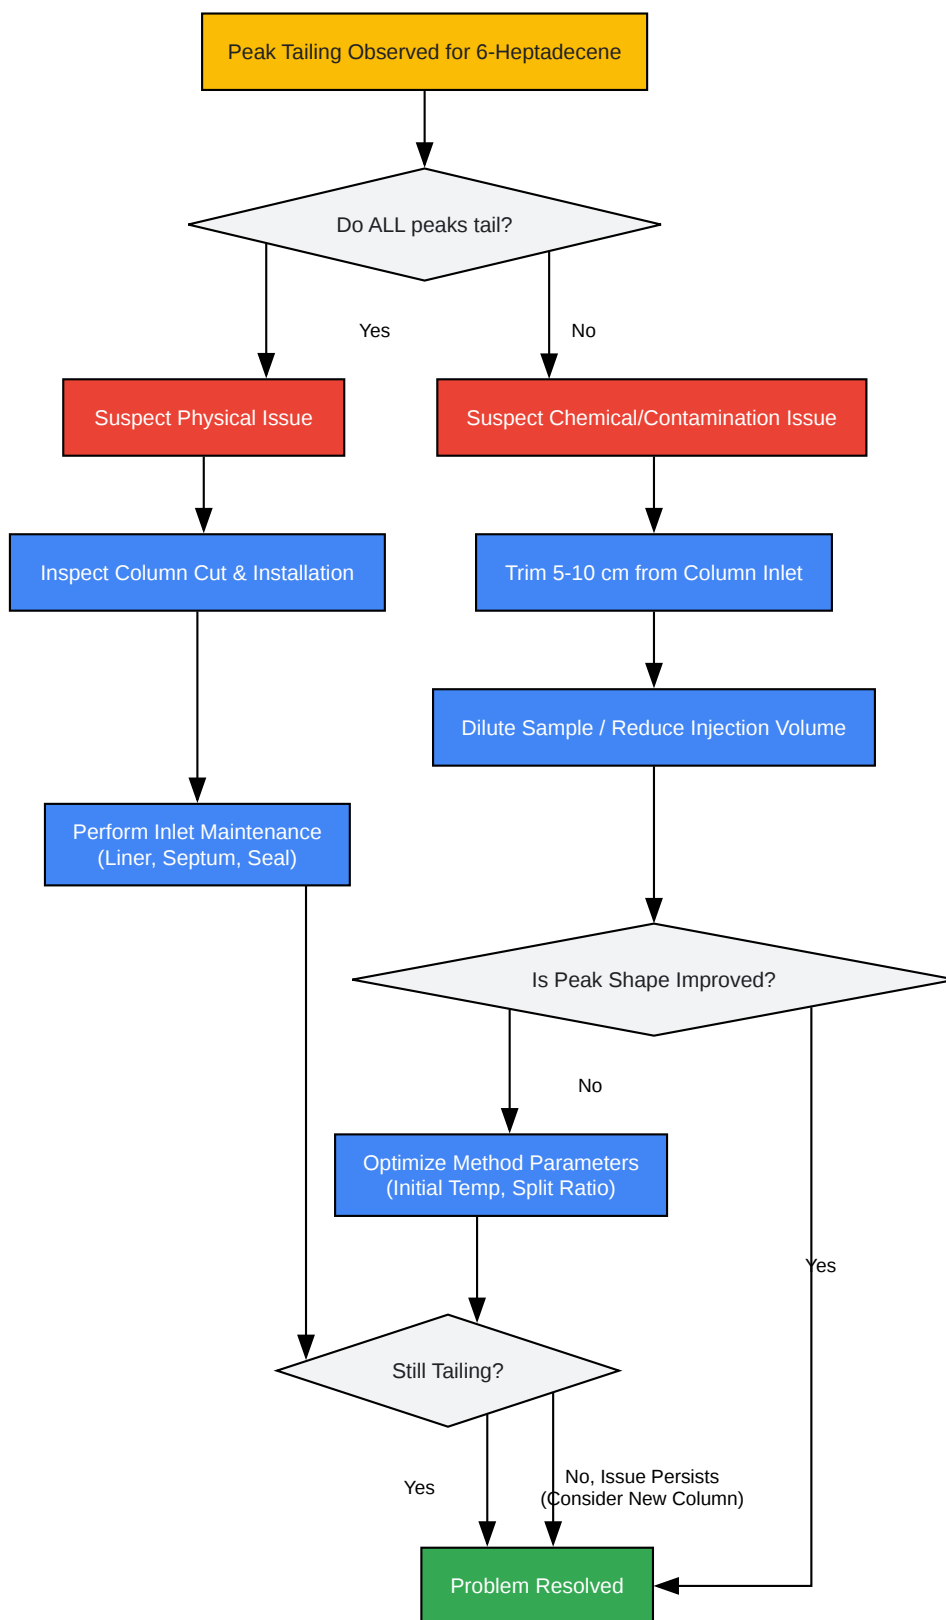 Peak Tailing Observed for 6-Heptadecene
Do ALL peaks tail?
Yes
No
Suspect Physical Issue
Suspect Chemical/Contamination Issue
Inspect Column Cut & Installation
Trim 5-10 cm from Column Inlet
Dilute Sample / Reduce Injection Volume
Perform Inlet Maintenance
(Liner, Septum, Seal)
Is Peak Shape Improved?
No
Optimize Method Parameters
(Initial Temp, Split Ratio)
Yes
Still Tailing?
Yes
No, Issue Persists
(Consider New Column)
Problem Resolved